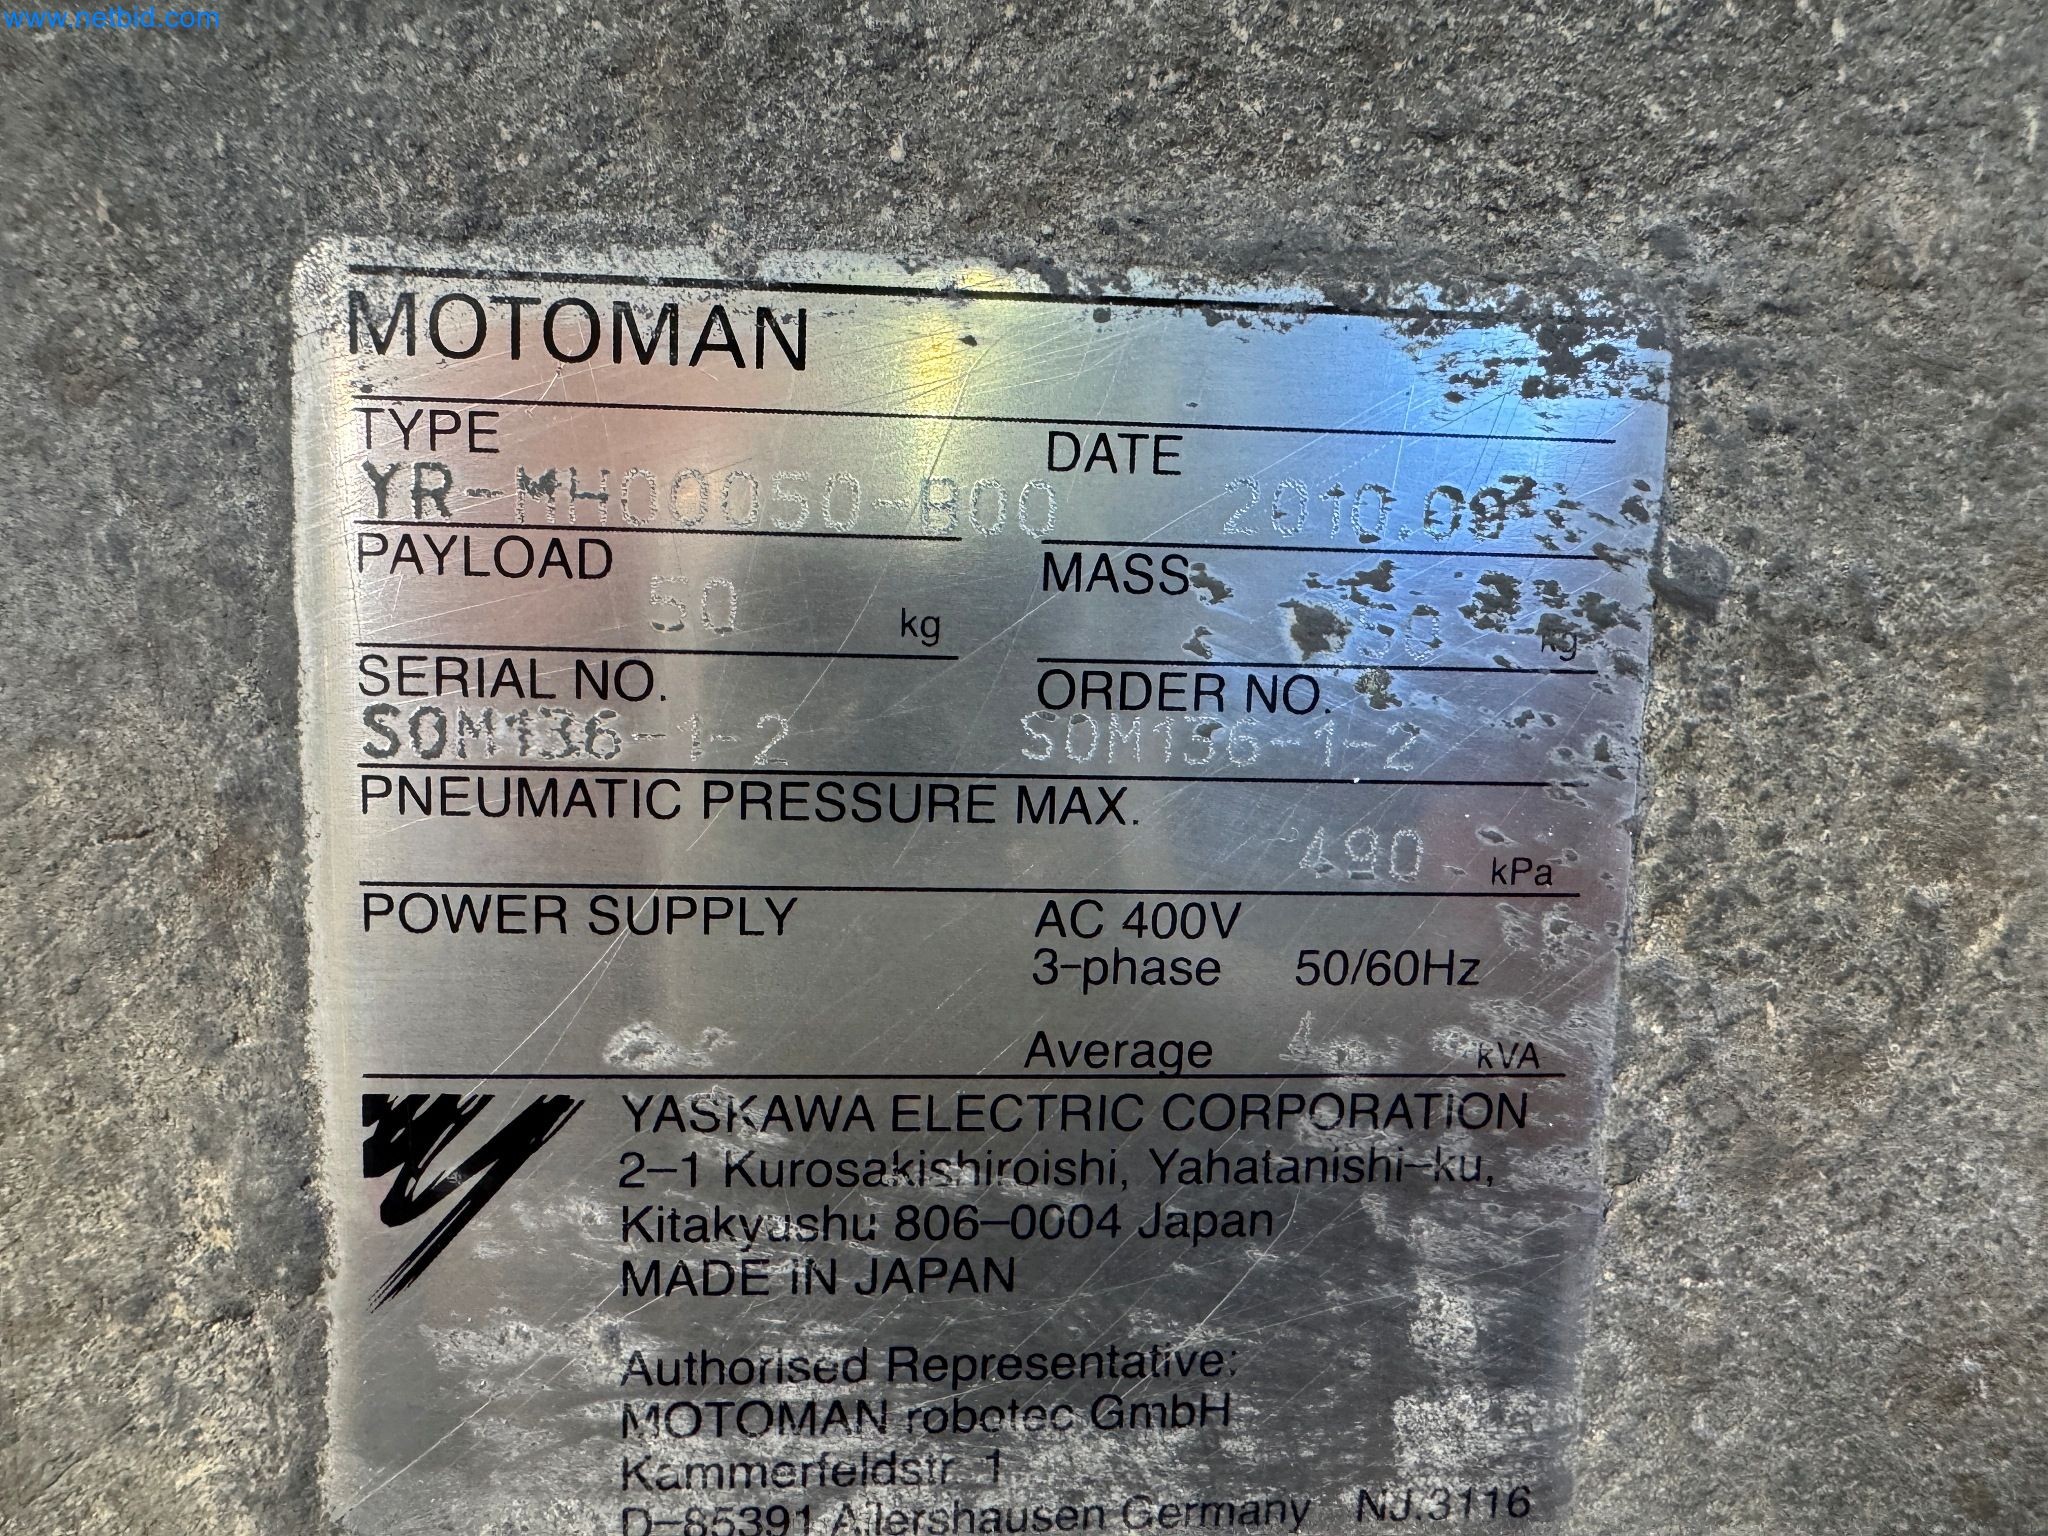 www.netbid.com
MOTOMAN
TYPE
YR-MH00050-B00
DATE
PAYLOAD
50 kg
MASS
kg
SERIAL NO.
S0M136-1-2
ORDER NO.
S0M136-1-2
PNEUMATIC PRESSURE MAX.
490 kPa
POWER SUPPLY AC 400V
3-phase 50/60Hz
Average kVA
YASKAWA ELECTRIC CORPORATION
2-1 Kurosakishiroishi, Yahatanishi-ku,
Kitakyushu 806-0004 Japan
MADE IN JAPAN
Authorised Representative:
MOTOMAN robotec GmbH
Kammerfeldstr. 1
D-85391 Allershausen Germany NJ.3116